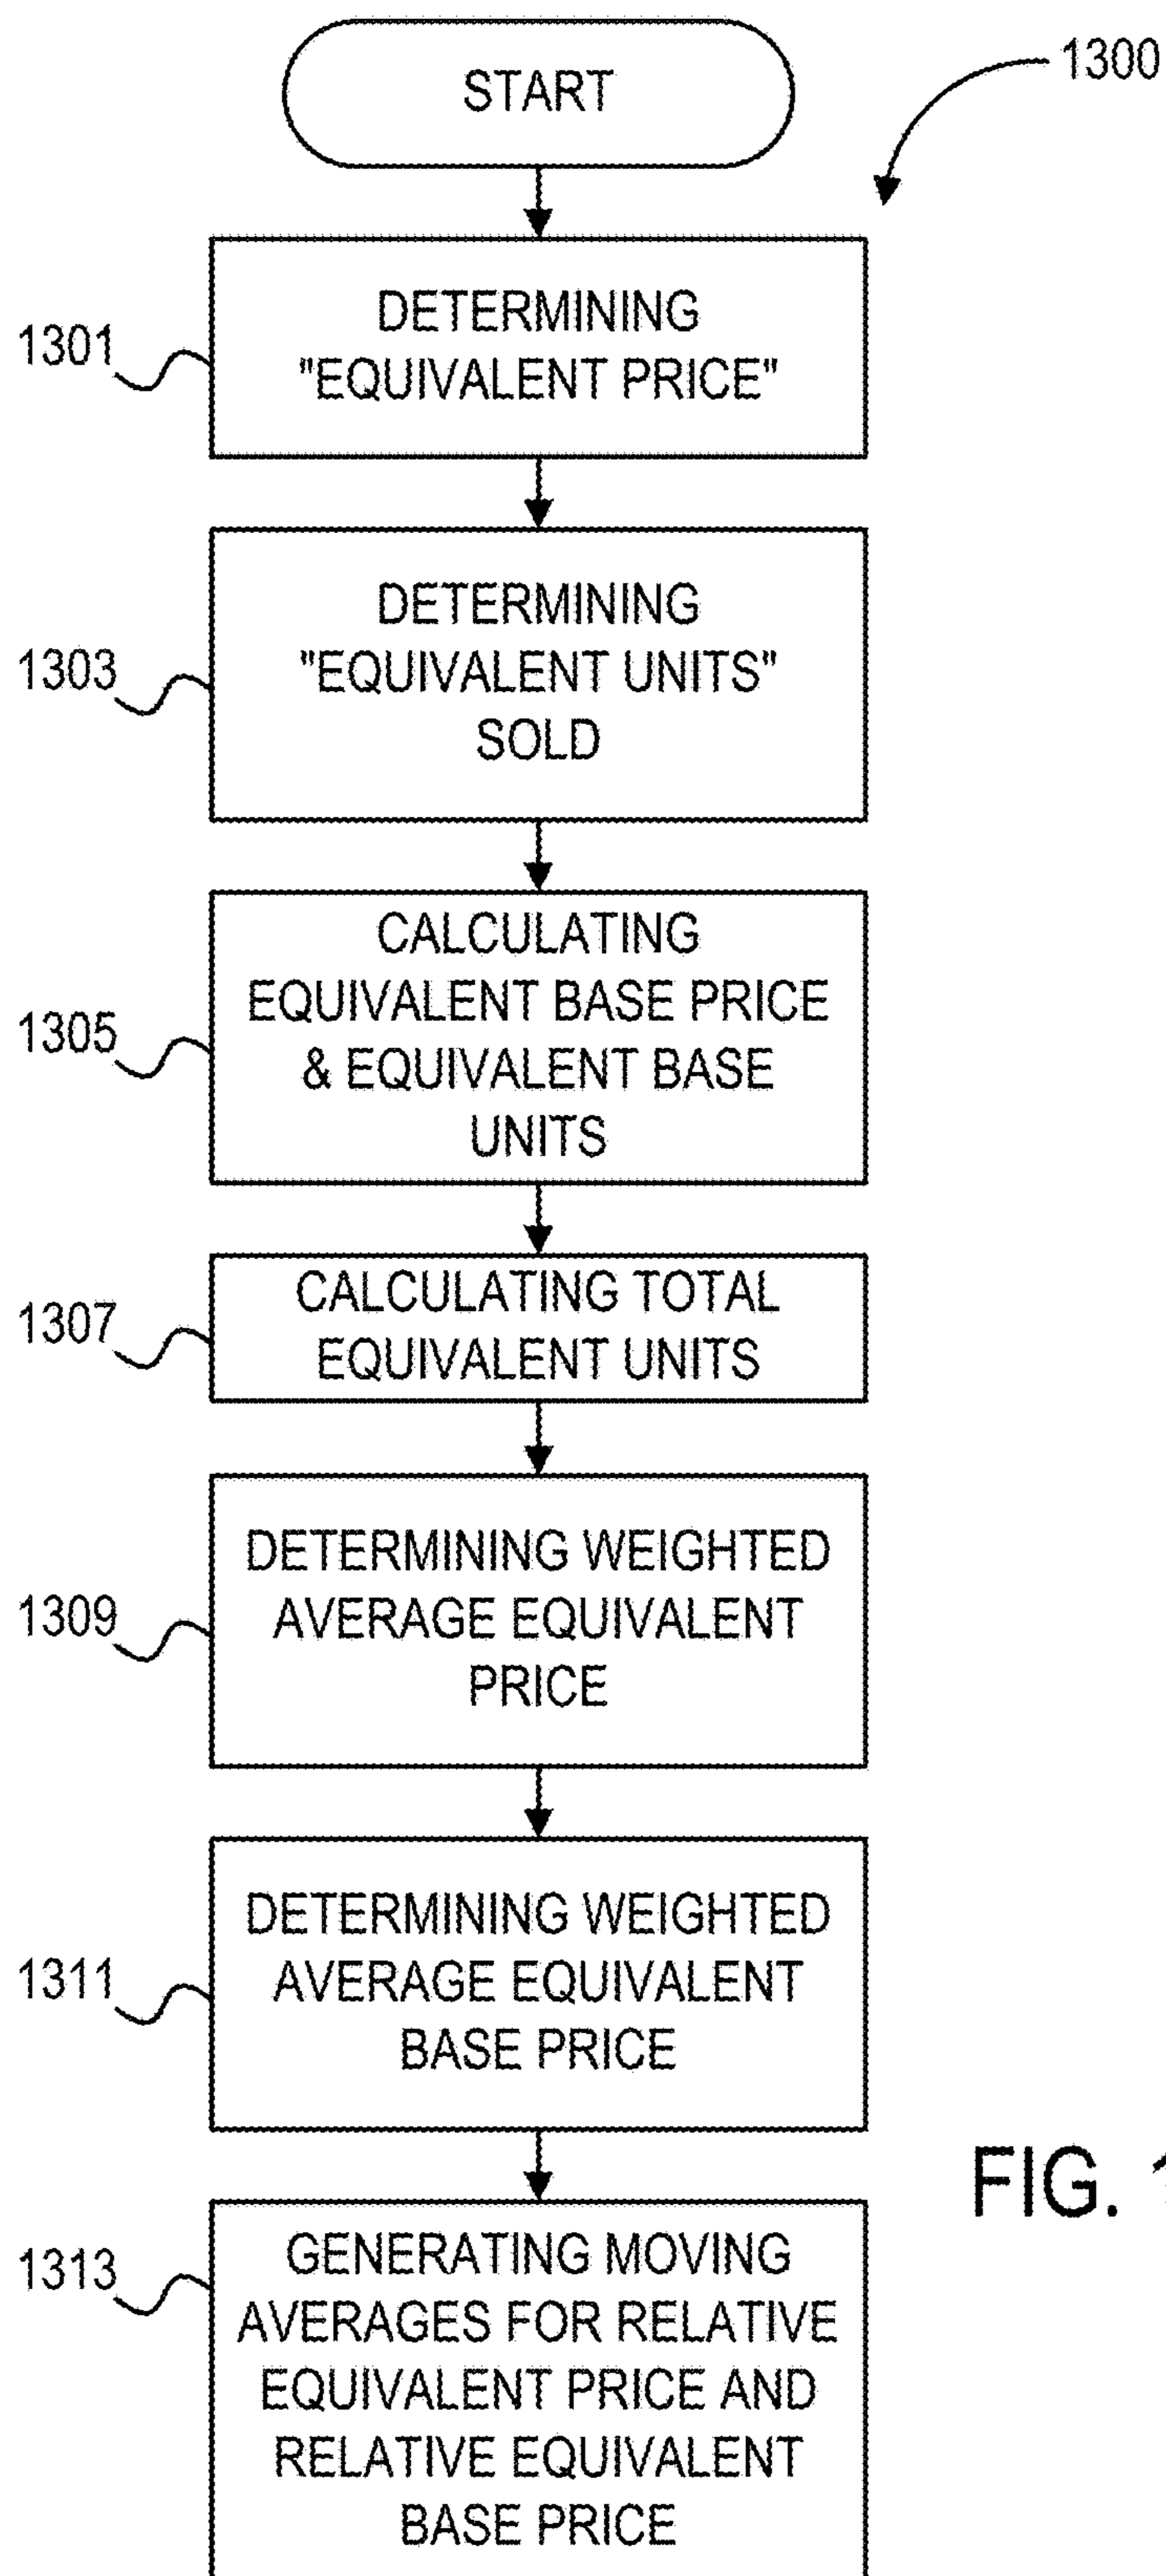 START
1300
DETERMINING
"EQUIVALENT PRICE"
1301
DETERMINING
"EQUIVALENT UNITS"
SOLD
1303
CALCULATING
EQUIVALENT BASE PRICE
& EQUIVALENT BASE
UNITS
1305
CALCULATING TOTAL
EQUIVALENT UNITS
1307
DETERMINING WEIGHTED
AVERAGE EQUIVALENT
PRICE
1309
DETERMINING WEIGHTED
AVERAGE EQUIVALENT
BASE PRICE
1311
FIG.
GENERATING MOVING
AVERAGES FOR RELATIVE
EQUIVALENT PRICE AND
RELATIVE EQUIVALENT
BASE PRICE
1313